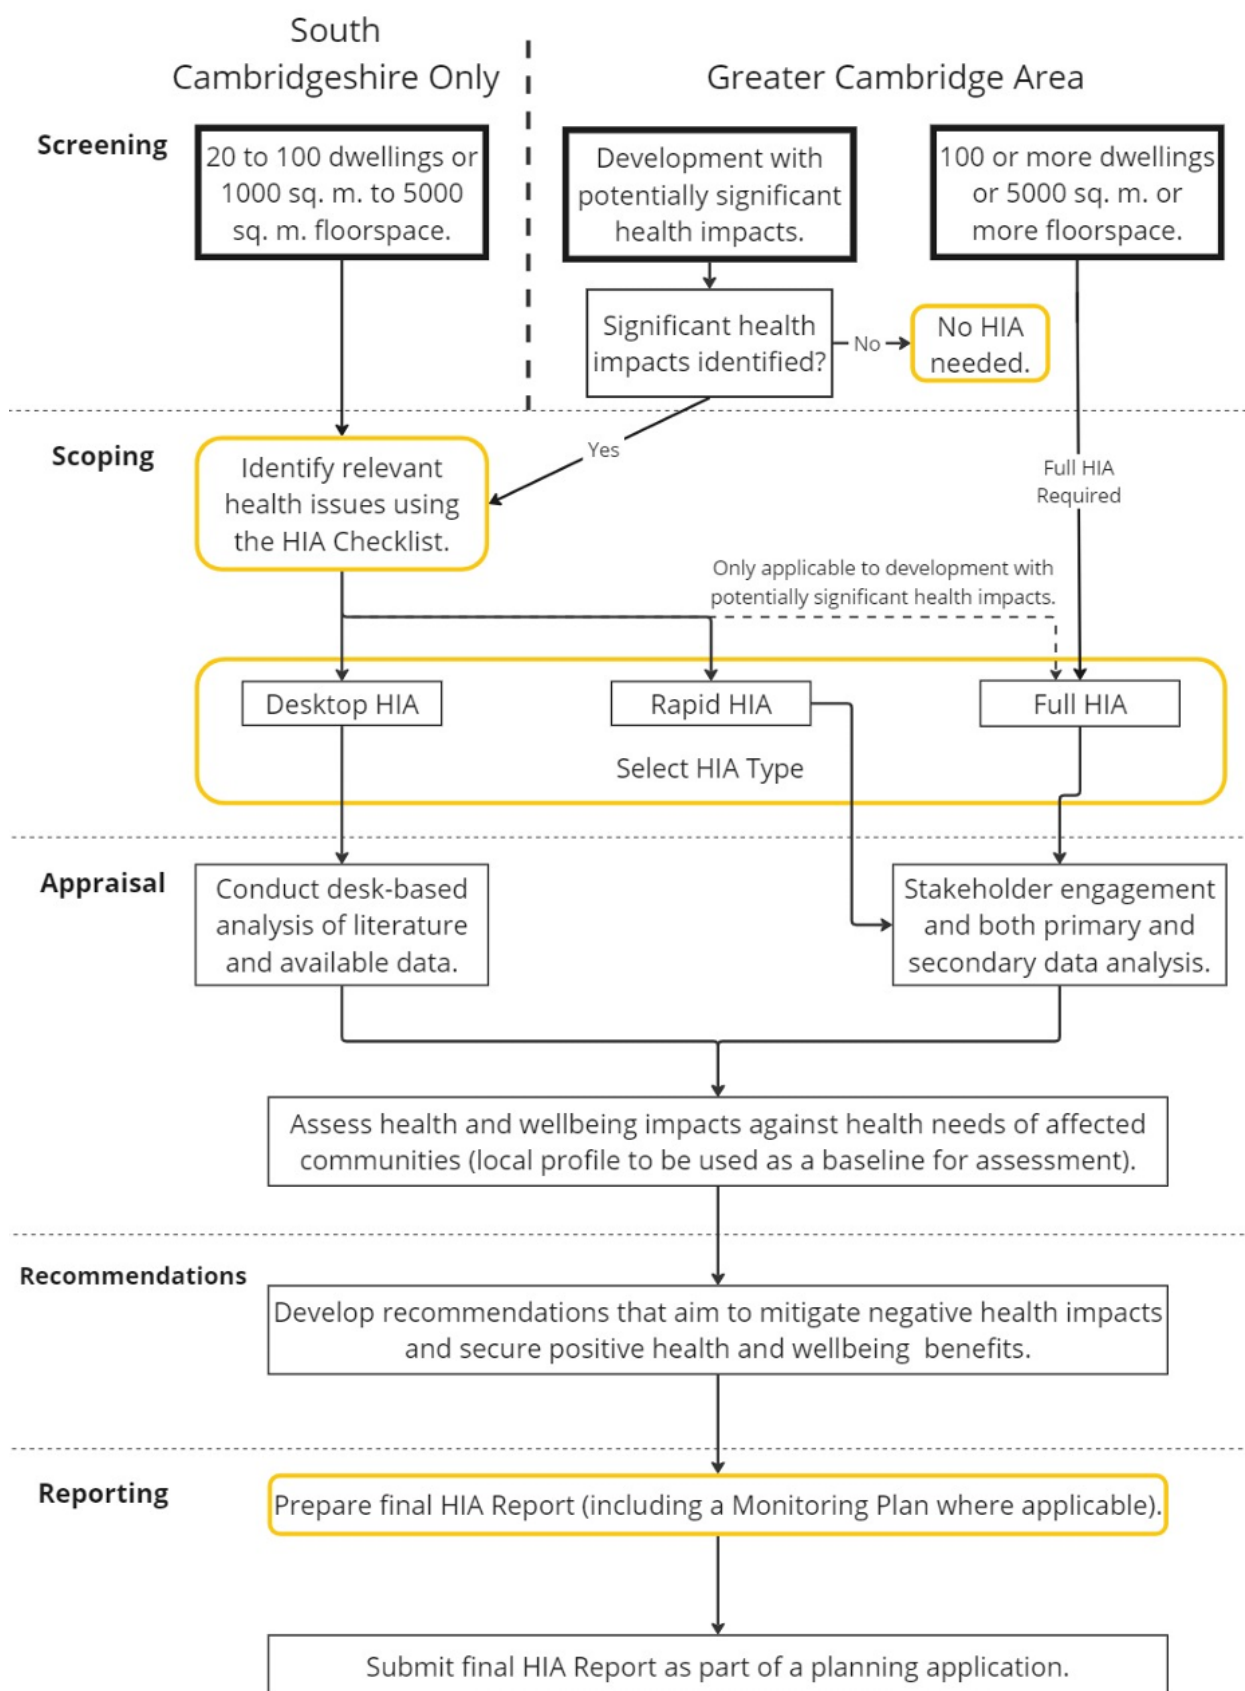 South
Cambridgeshire Only
Greater Cambridge Area
Screening
20 to 100 dwellings or
1000 sq. m. to 5000
sq. m. floorspace.
Development with
potentially significant
health impacts.
100 or more dwellings
or 5000 sq. m. or
more floorspace.
Significant health
impacts identified?
No
No HIA
needed.
Scoping
Yes
Identify relevant
health issues using
the HIA Checklist.
Full HIA
Required
Only applicable to development with
potentially significant health impacts.
Desktop HIA
Rapid HIA
Full HIA
Select HIA Type
Appraisal
Conduct desk-based
analysis of literature
and available data.
Stakeholder engagement
and both primary and
secondary data analysis.
Assess health and wellbeing impacts against health needs of affected
communities (local profile to be used as a baseline for assessment).
Recommendations
Develop recommendations that aim to mitigate negative health impacts
and secure positive health and wellbeing benefits.
Reporting
Prepare final HIA Report (including a Monitoring Plan where applicable).
Submit final HIA Report as part of a planning application.